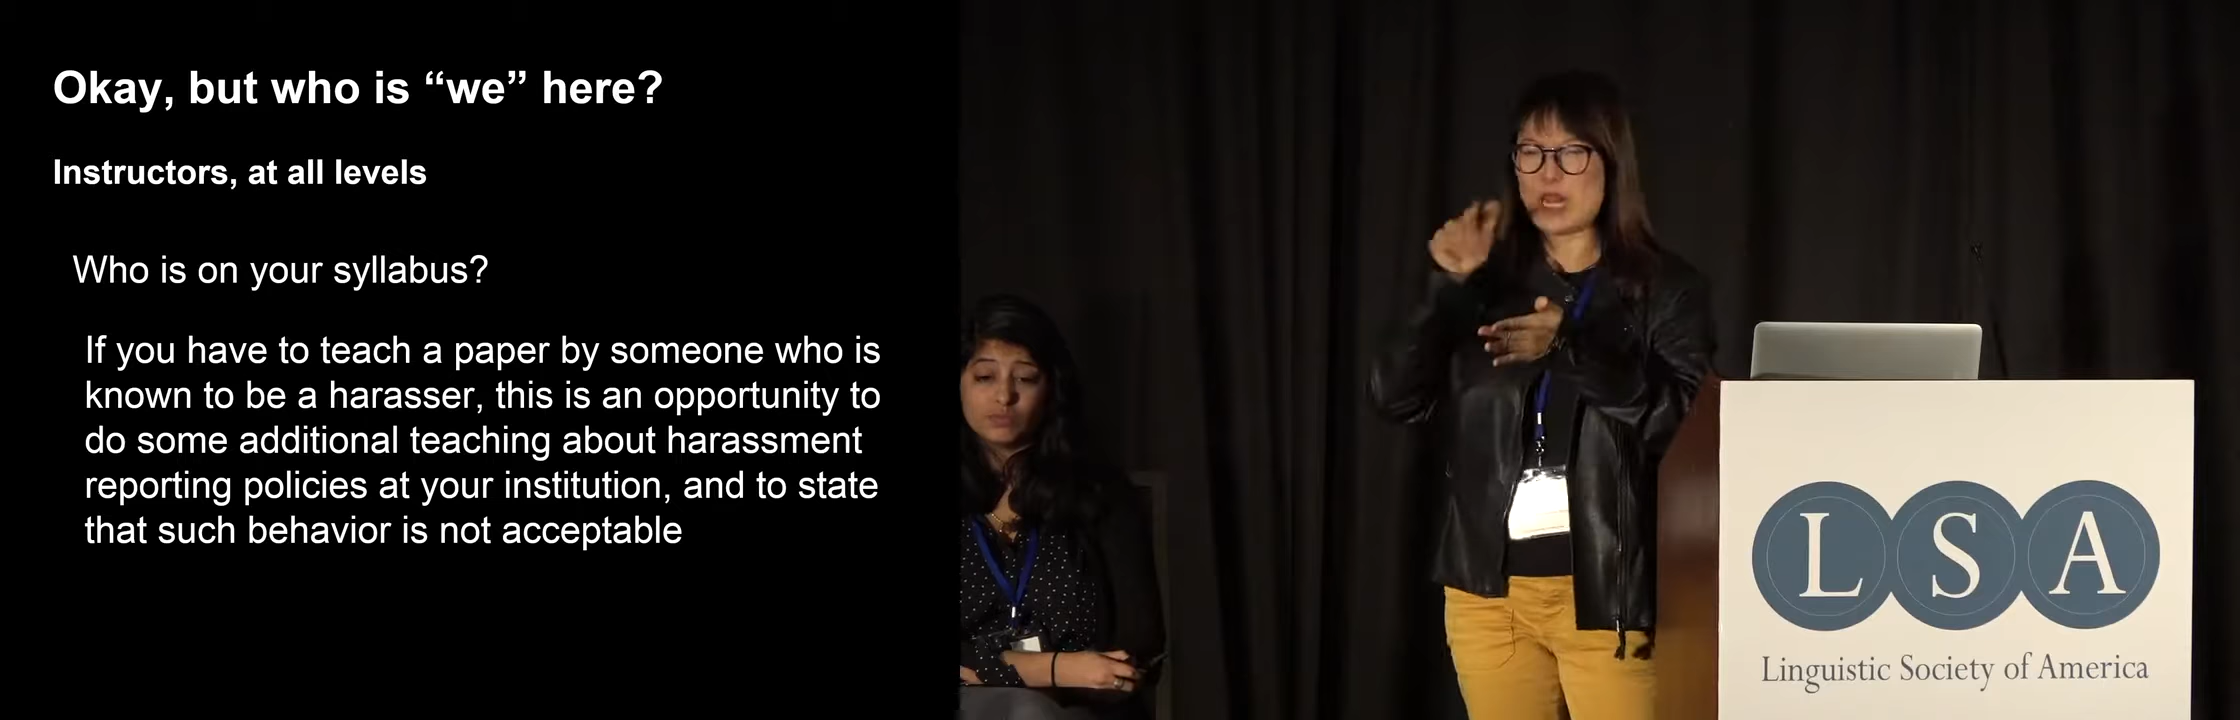 Okay, but who is “we” here?
Instructors, at all levels
Who is on your syllabus?
If you have to teach a paper by someone who is
known to be a harasser, this is an opportunity to
do some additional teaching about harassment
reporting policies at your institution, and to state
that such behavior is not acceptable
LSA
Linguistic Society of America